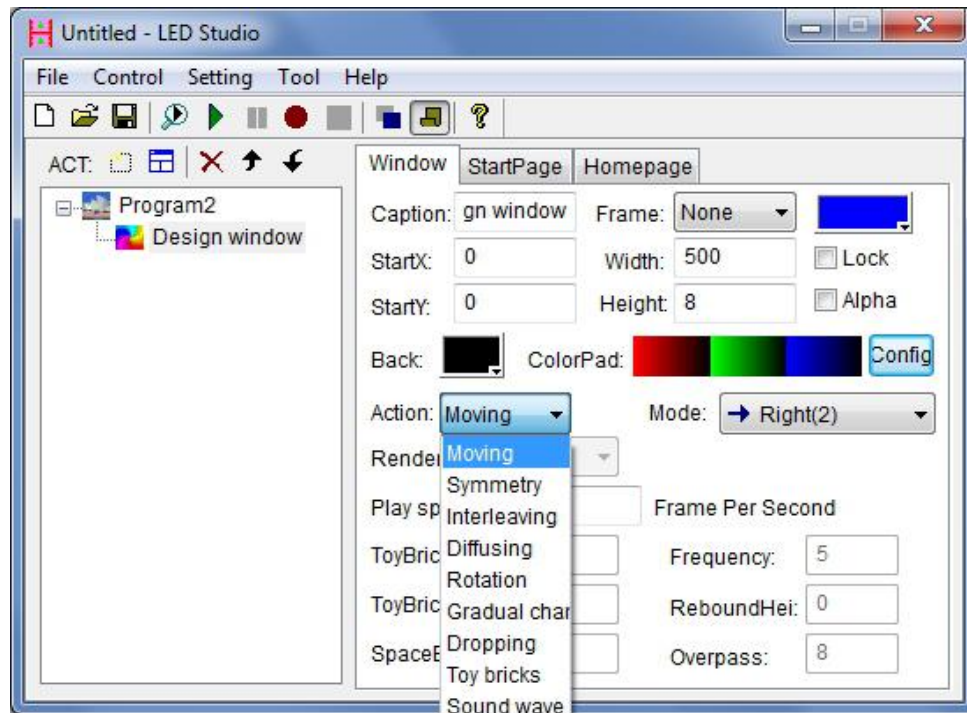 Untitled - LED Studio
File Control Setting Tool Help
ACT:
Program2
Design window
Window StartPage Homepage
Caption: gn window Frame: None
StartX: 0 Width: 500 Lock
StartY: 0 Height: 8 Alpha
Back: ColorPad: Config
Action: Moving Mode: Right(2)
Render
Moving
Symmetry
Play sp Frame Per Second
Interleaving
ToyBric Diffusing Frequency: 5
Rotation
ToyBric Gradual char ReboundHei: 0
SpaceE Dropping Overpass: 8
Toy bricks
Sound wave